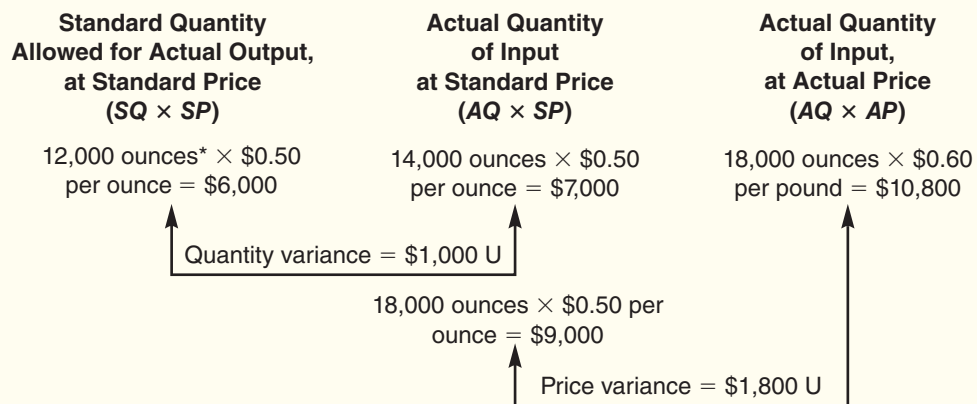 Standard Quantity
Allowed for Actual Output,
at Standard Price
(SQ × SP)
Actual Quantity
of Input
at Standard Price
(AQ × SP)
Actual Quantity
of Input,
at Actual Price
(AQ × AP)
12,000 ounces* × $0.50
per ounce = $6,000
14,000 ounces × $0.50
per ounce = $7,000
18,000 ounces × $0.60
per pound = $10,800
Quantity variance = $1,000 U
18,000 ounces × $0.50 per
ounce = $9,000
Price variance = $1,800 U